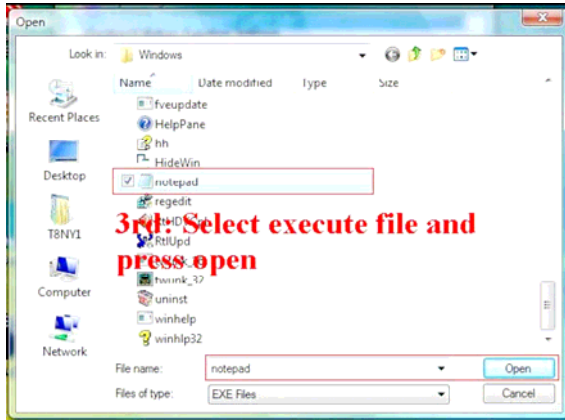 Open
Look in:
Windows
Name
Date modified
Type
Size
Recent Places
Desktop
T8NY1
Computer
Network
fveupdate
HelpPane
hh
HideWin
notepad
regedit
RtlUpd
twunk_32
uninst
winhelp
winhlp32
3rd: Select execute file and
press open
File name:
notepad
Open
Files of type:
EXE Files
Cancel